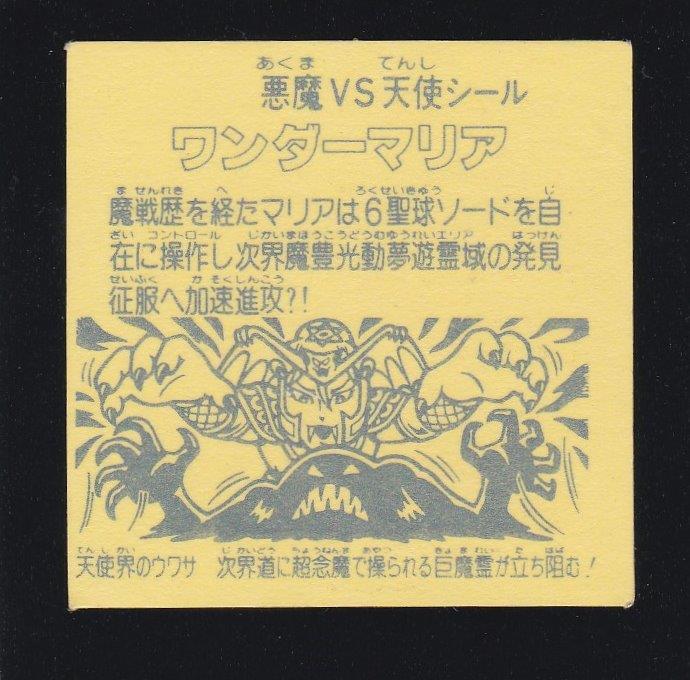 あくま てんし
悪魔VS天使シール
ワンダーマリア
ませんれき へ ろくせいきゅう じ
魔戦歴を経たマリアは6聖球ソードを自
ざい コントロール じかいまほうこうどうむゆうれいエリア はっけん
在に操作し次界魔豊光動夢遊霊域の発見
せいふく かそくしんこう
征服へ加速進攻?!
てんしかい じかいどう ちょうねんま あやつ きょまれい た はば
天使界のウワサ 次界道に超念魔で操られる巨魔霊が立ち阻む!